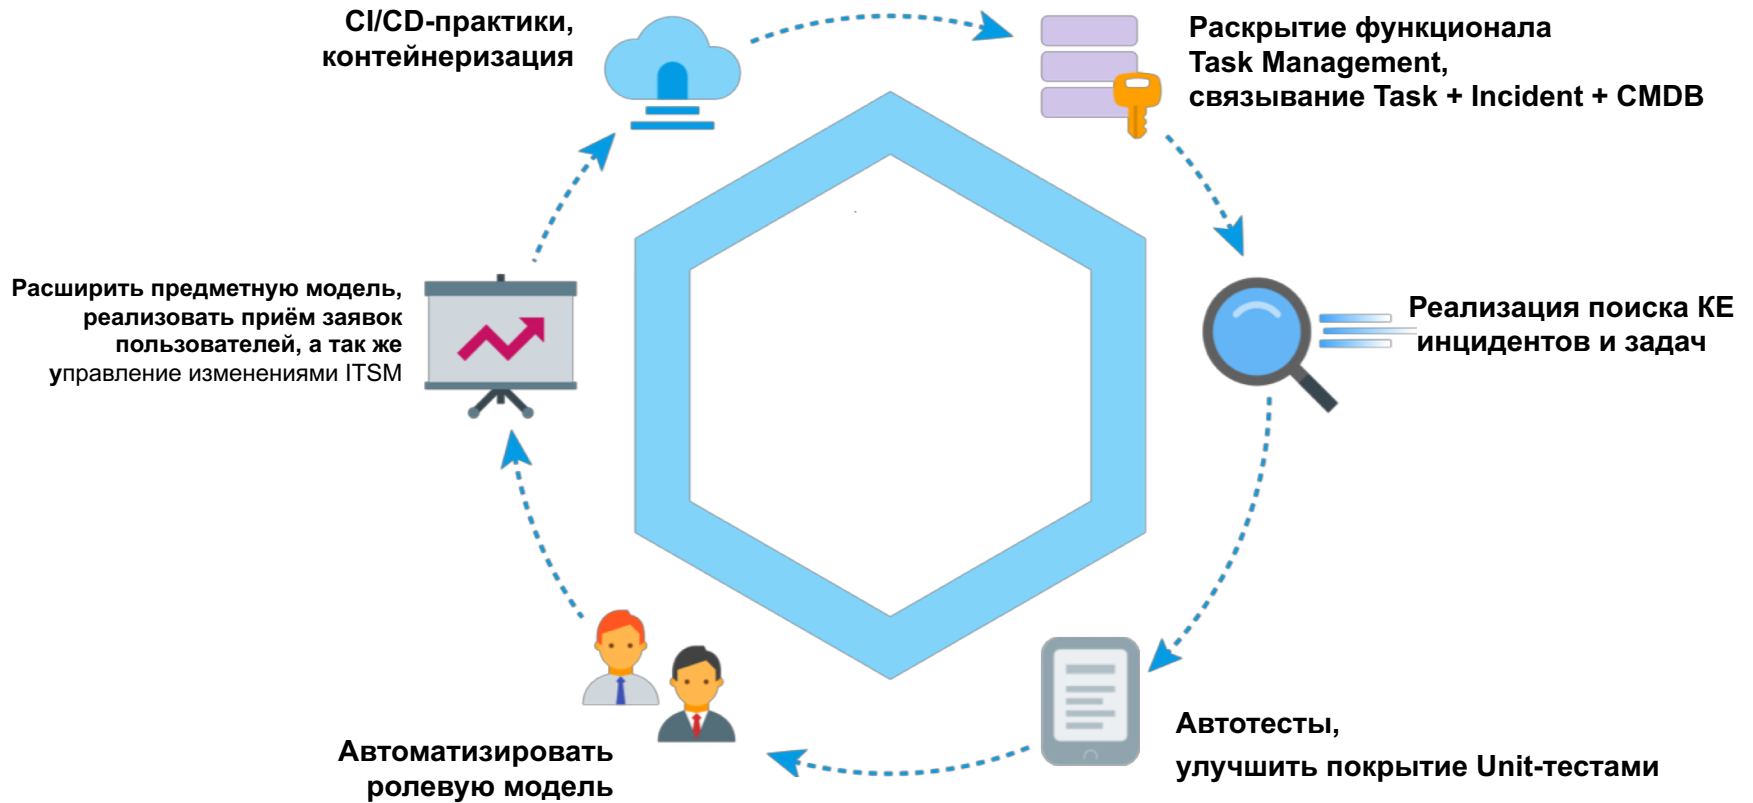 CI/CD-практики,
контейнеризация
Раскрытие функционала
Task Management,
связывание Task + Incident + CMDB
Реализация поиска КЕ
инцидентов и задач
Автотесты,
улучшить покрытие Unit-тестами
Автоматизировать
ролевую модель
Расширить предметную модель,
реализовать приём заявок
пользователей, а так же
управление изменениями ITSM